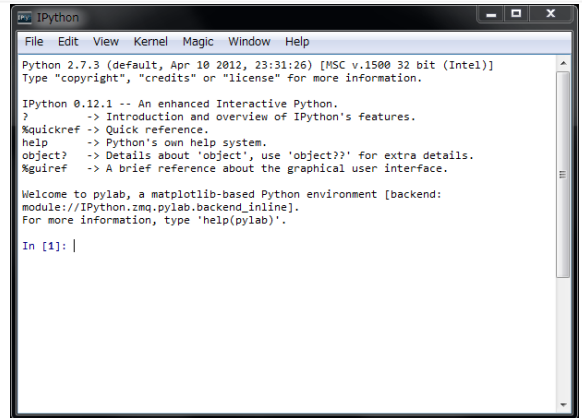 IPython
File Edit View Kernel Magic Window Help
Python 2.7.3 (default, Apr 10 2012, 23:31:26) [MSC v.1500 32 bit (Intel)]
Type "copyright", "credits" or "license" for more information.
IPython 0.12.1 -- An enhanced Interactive Python.
?         -> Introduction and overview of IPython's features.
%quickref -> Quick reference.
help      -> Python's own help system.
object?   -> Details about 'object', use 'object??' for extra details.
%guiref   -> A brief reference about the graphical user interface.
Welcome to pylab, a matplotlib-based Python environment [backend:
module://IPython.zmq.pylab.backend_inline].
For more information, type 'help(pylab)'.
In [1]: